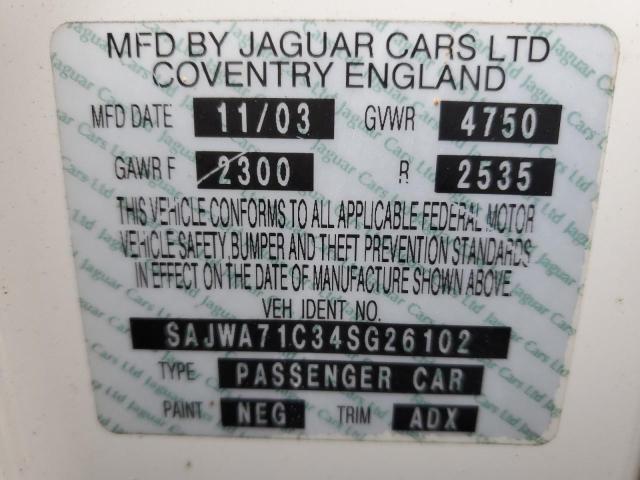 MFD BY JAGUAR CARS LTD
COVENTRY ENGLAND
MFD DATE 11/03 GVWR 4750
GAWR F 2300 R 2535
THIS VEHICLE CONFORMS TO ALL APPLICABLE FEDERAL MOTOR
VEHICLE SAFETY, BUMPER AND THEFT PREVENTION STANDARDS
IN EFFECT ON THE DATE OF MANUFACTURE SHOWN ABOVE.
VEH IDENT NO.
SAJWA71C34SG26102
TYPE PASSENGER CAR
PAINT NEG TRIM ADX